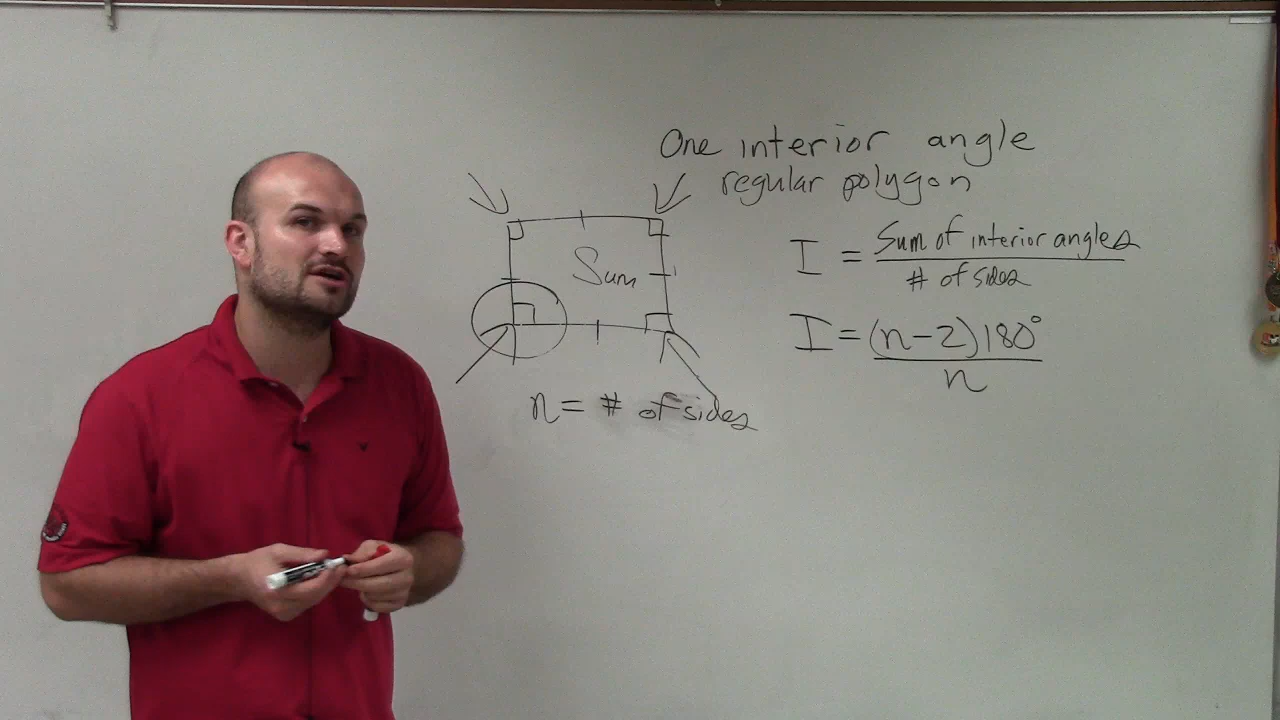 One interior angle
regular polygon
Sum
I = Sum of interior angles / # of sides
I = (n-2)180° / n
n = # of sides